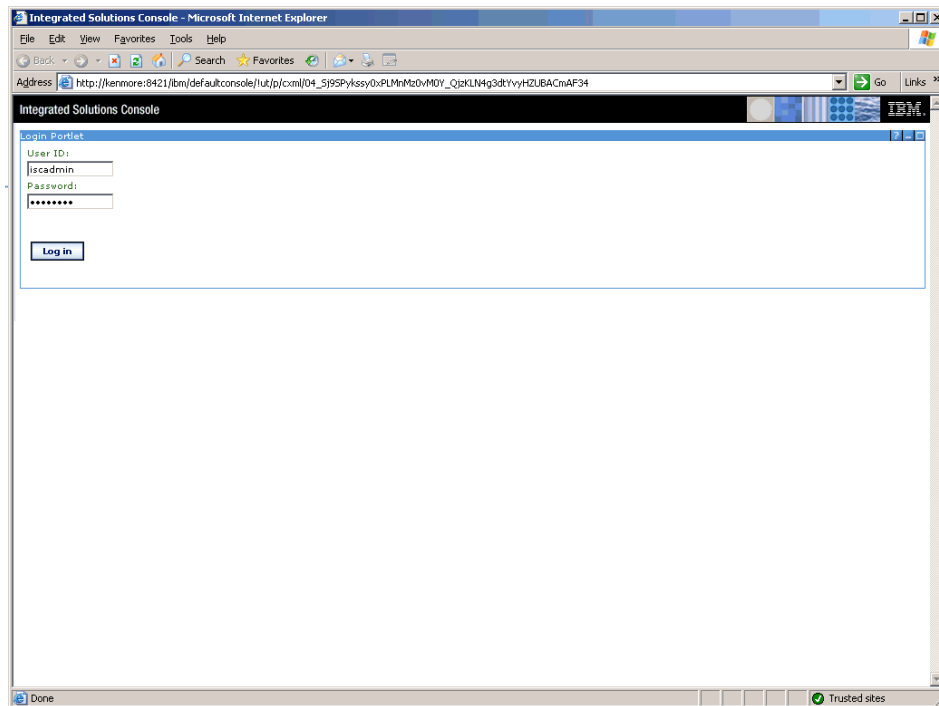 Integrated Solutions Console - Microsoft Internet Explorer
File Edit View Favorites Tools Help
Back Search Favorites
Address http://kenmore:8421/ibm/defaultconsole/!ut/p/cxml/04_Sj9SPykssy0xPLMnMz0vM0Y_QjzKLN4g3dtYvyHZUBACmAF34 Go Links »
Integrated Solutions Console IBM.
Login Portlet ?
User ID:
iscadmin
Password:
••••••••
Log in
Done Trusted sites